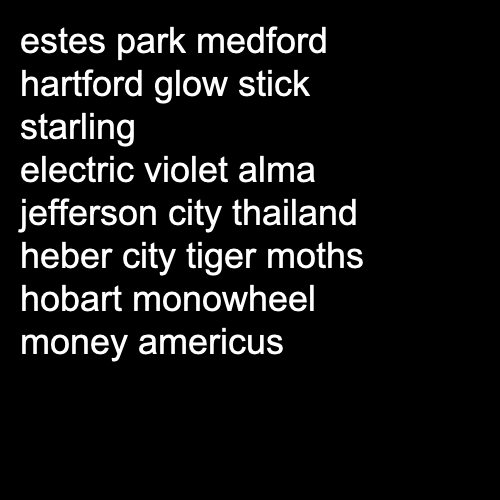 estes park medford
hartford glow stick
starling
electric violet alma
jefferson city thailand
heber city tiger moths
hobart monowheel
money americus